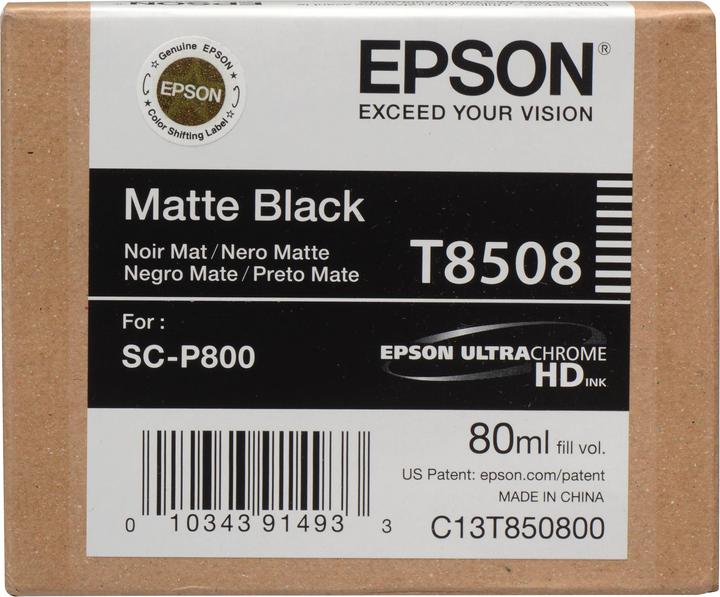 Genuine EPSON
EPSON
Color Shifting Label
EPSON®
EXCEED YOUR VISION
Matte Black
Noir Mat/Nero Matte
Negro Mate/Preto Mate
T8508
For :
SC-P800
EPSON ULTRACHROME
HD INK
80ml fill vol.
US Patent: epson.com/patent
MADE IN CHINA
0 10343 91493 3
C13T850800